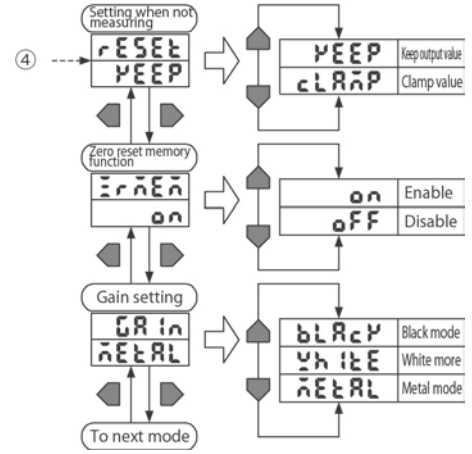 Setting when not
measuring
④
rESEt
KEEP
KEEP Keep output value
cLAmP Clamp value
Zero reset memory
function
ZrmEm
on
on Enable
oFF Disable
Gain setting
GAIn
mEtAL
bLAcK Black mode
WhItE White more
mEtAL Metal mode
To next mode